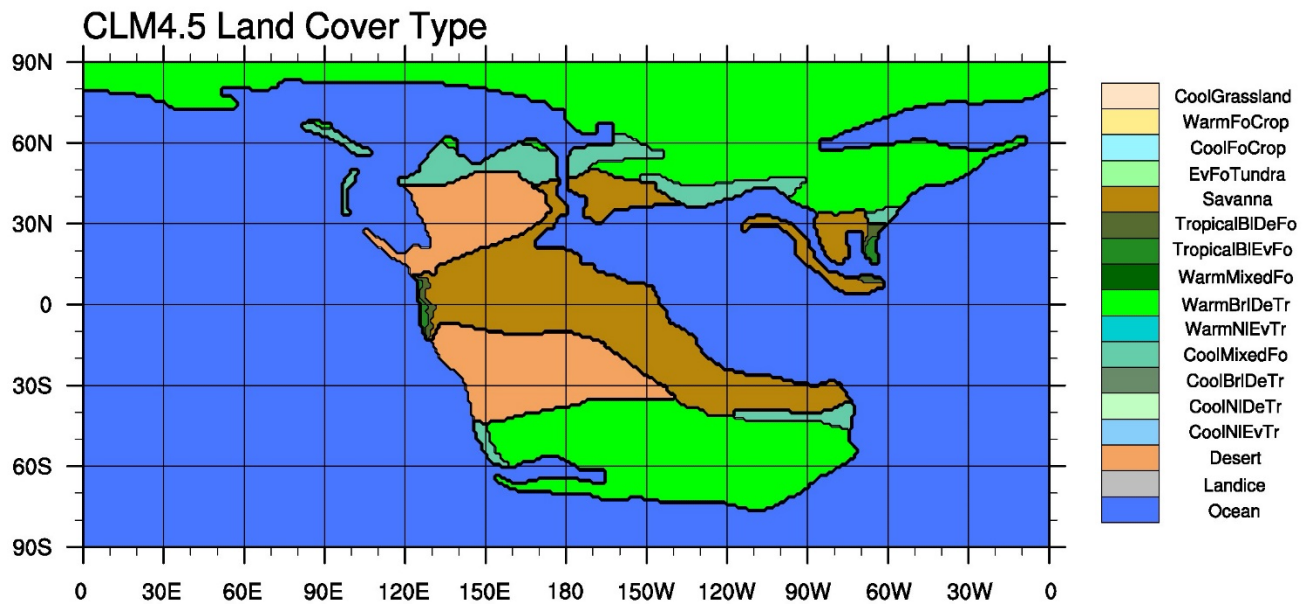 CLM4.5 Land Cover Type
90N
60N
30N
0
30S
60S
90S
0 30E 60E 90E 120E 150E 180 150W 120W 90W 60W 30W 0
CoolGrassland
WarmFoCrop
CoolFoCrop
EvFoTundra
Savanna
TropicalBlDeFo
TropicalBlEvFo
WarmMixedFo
WarmBrlDeTr
WarmNlEvTr
CoolMixedFo
CoolBrlDeTr
CoolNlDeTr
CoolNlEvTr
Desert
Landice
Ocean